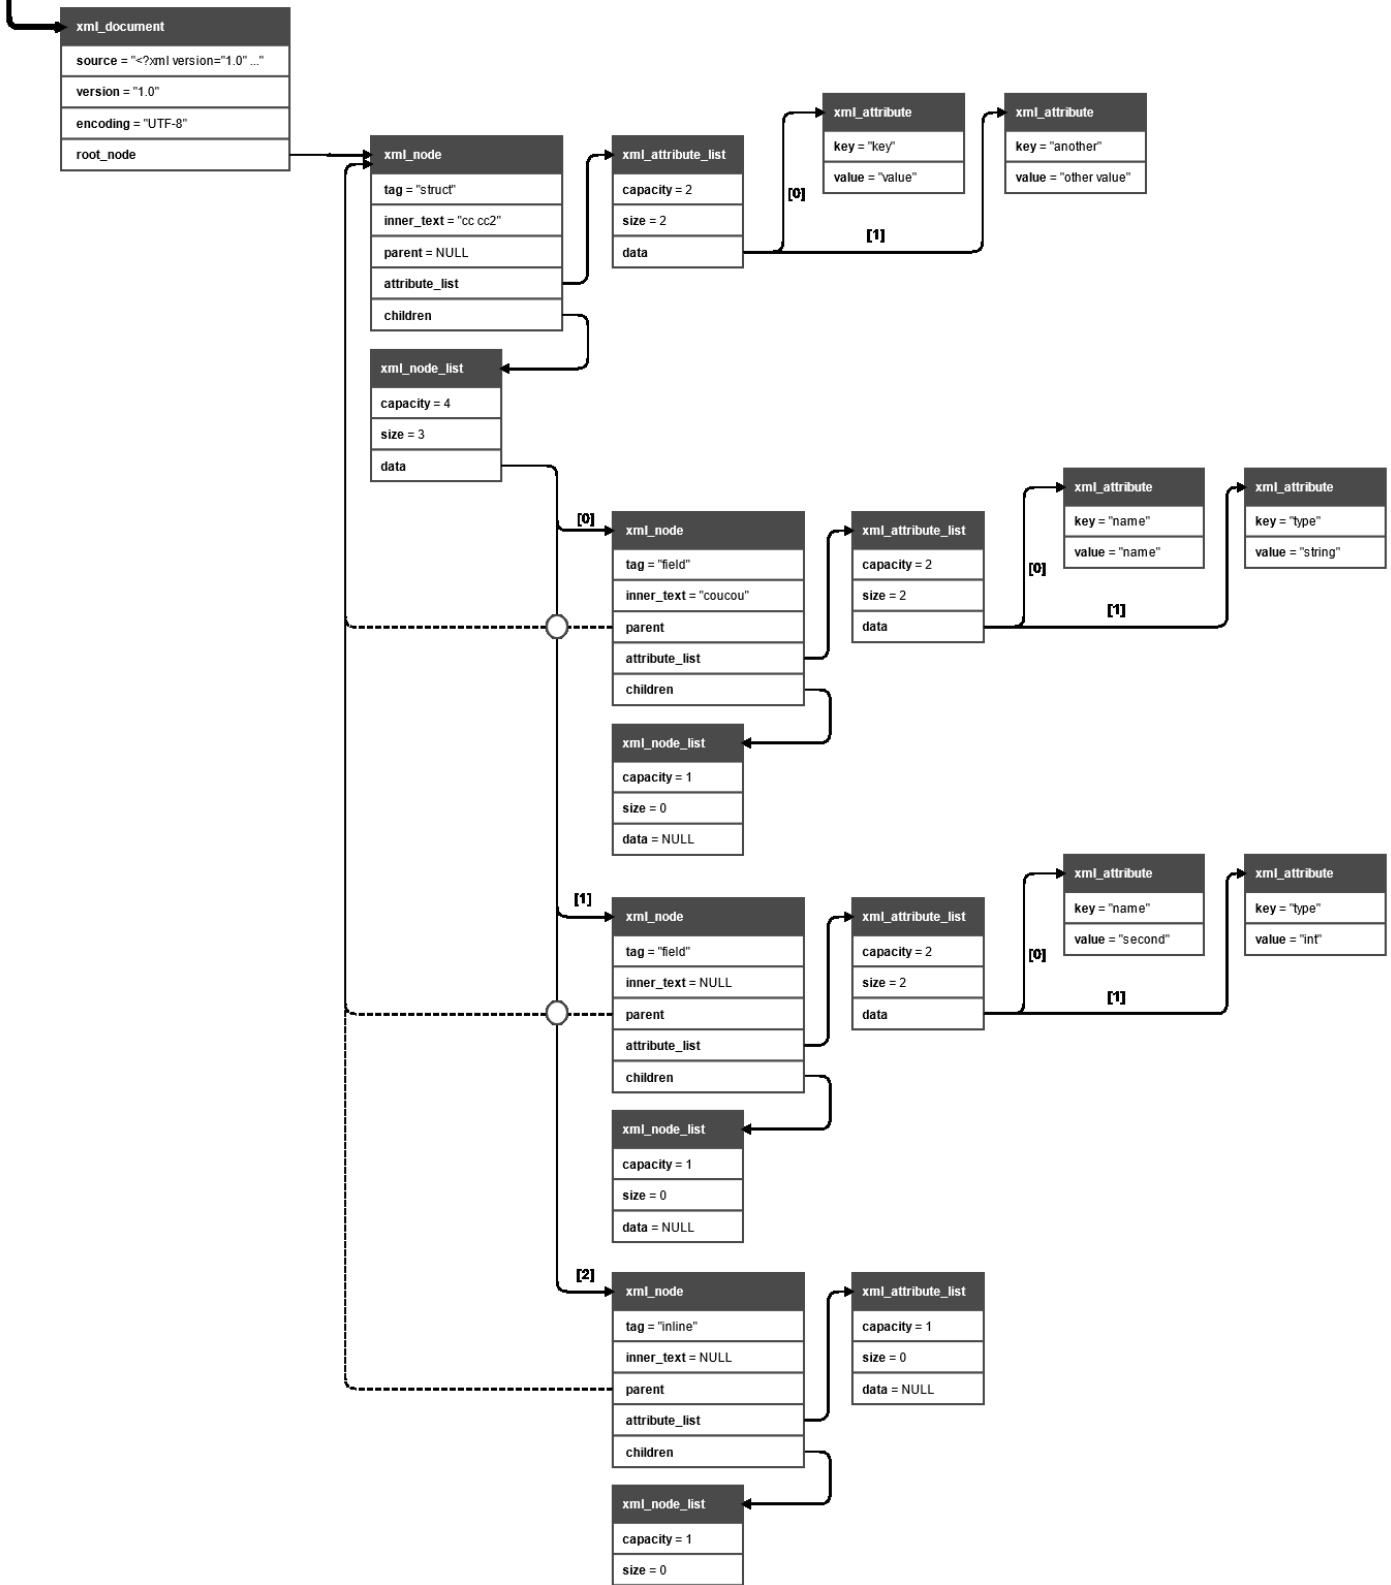 xml_document
source = "<?xml version="1.0" ..."
version = "1.0"
encoding = "UTF-8"
root_node
xml_node
tag = "struct"
inner_text = "cc cc2"
parent = NULL
attribute_list
children
xml_attribute_list
capacity = 2
size = 2
data
[0]
[1]
xml_attribute
key = "key"
value = "value"
xml_attribute
key = "another"
value = "other value"
xml_node_list
capacity = 4
size = 3
data
[0]
xml_node
tag = "field"
inner_text = "coucou"
parent
attribute_list
children
xml_attribute_list
capacity = 2
size = 2
data
[0]
[1]
xml_attribute
key = "name"
value = "name"
xml_attribute
key = "type"
value = "string"
xml_node_list
capacity = 1
size = 0
data = NULL
[1]
xml_node
tag = "field"
inner_text = NULL
parent
attribute_list
children
xml_attribute_list
capacity = 2
size = 2
data
[0]
[1]
xml_attribute
key = "name"
value = "second"
xml_attribute
key = "type"
value = "int"
xml_node_list
capacity = 1
size = 0
data = NULL
[2]
xml_node
tag = "inline"
inner_text = NULL
parent
attribute_list
children
xml_attribute_list
capacity = 1
size = 0
data = NULL
xml_node_list
capacity = 1
size = 0